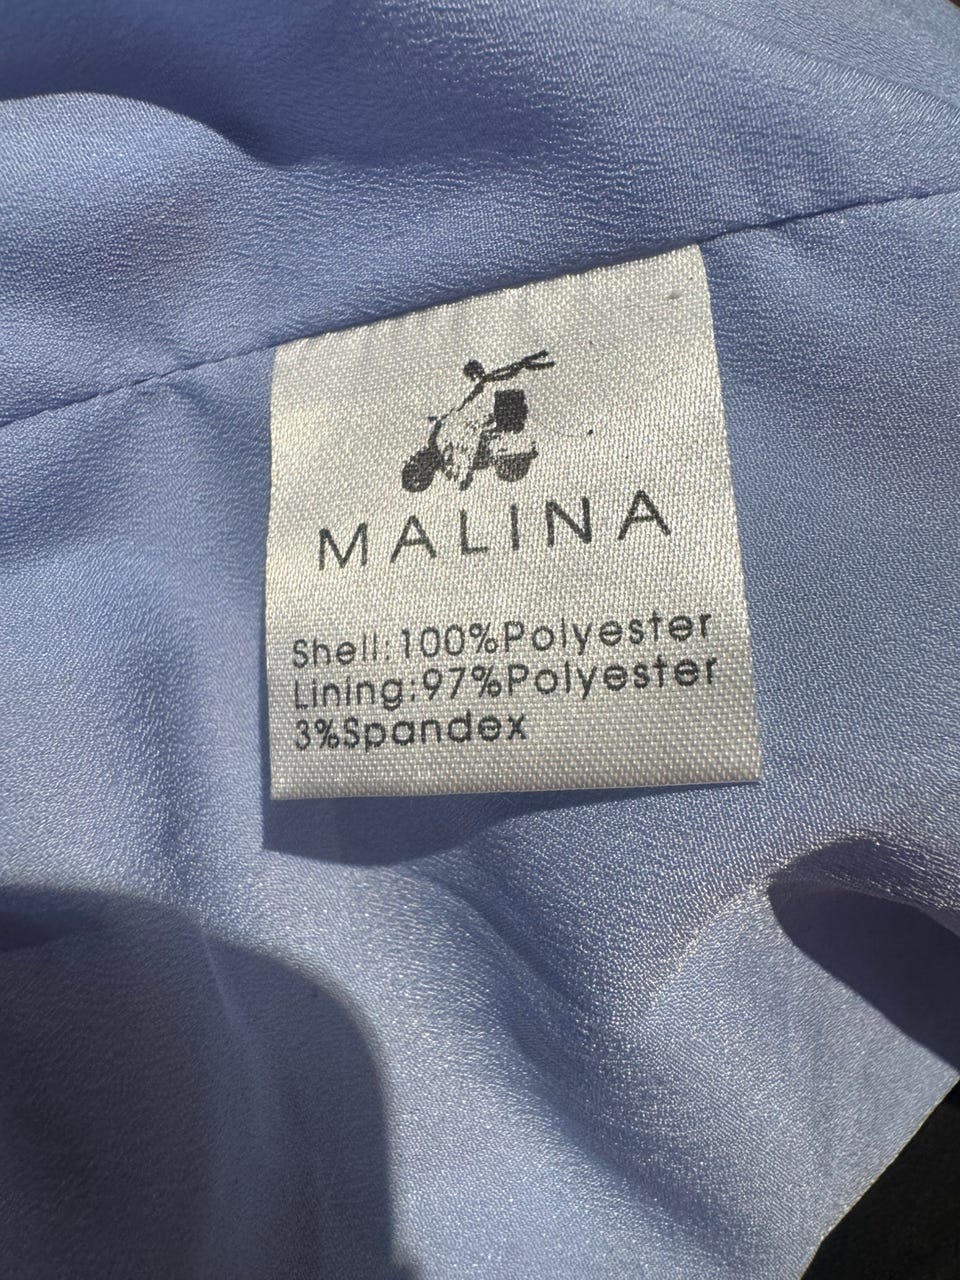 MALINA
Shell:100%Polyester
Lining:97%Polyester
3%Spandex